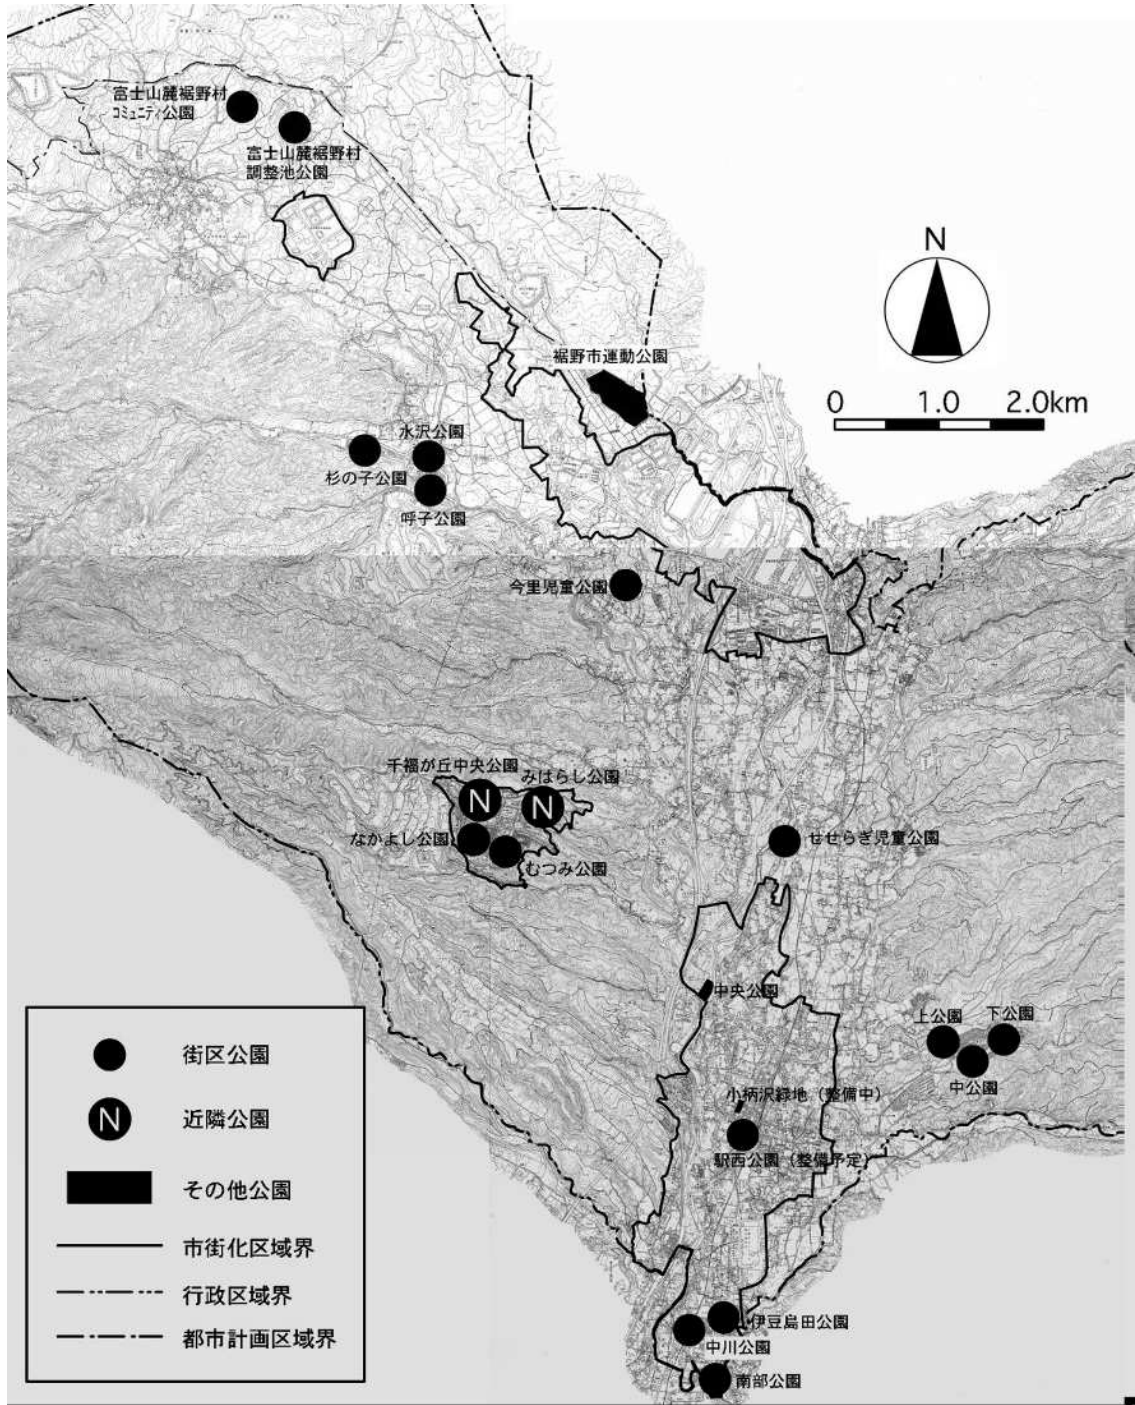 富士山麓裾野村
コミュニティ公園
富士山麓裾野村
調整池公園
N
裾野市運動公園
0 1.0 2.0km
水沢公園
杉の子公園
呼子公園
今里児童公園
千福が丘中央公園
みはらし公園
N
N
なかよし公園
むつみ公園
せせらぎ児童公園
中央公園
上公園
下公園
中公園
小柄沢緑地（整備中）
駅西公園（整備予定）
伊豆島田公園
中川公園
南部公園
街区公園
N
近隣公園
その他公園
市街化区域界
行政区域界
都市計画区域界